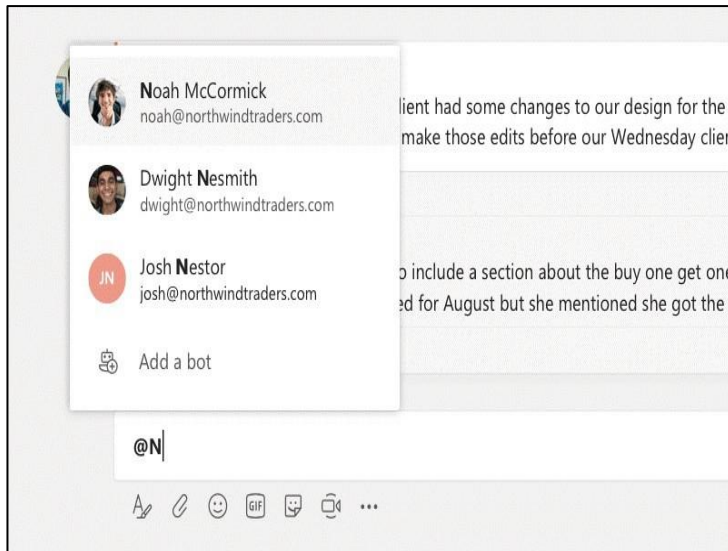 Noah McCormick
noah@northwindtraders.com
Dwight Nesmith
dwight@northwindtraders.com
JN
Josh Nestor
josh@northwindtraders.com
Add a bot
lient had some changes to our design for the
make those edits before our Wednesday clien
o include a section about the buy one get one
ed for August but she mentioned she got the
@N
GIF